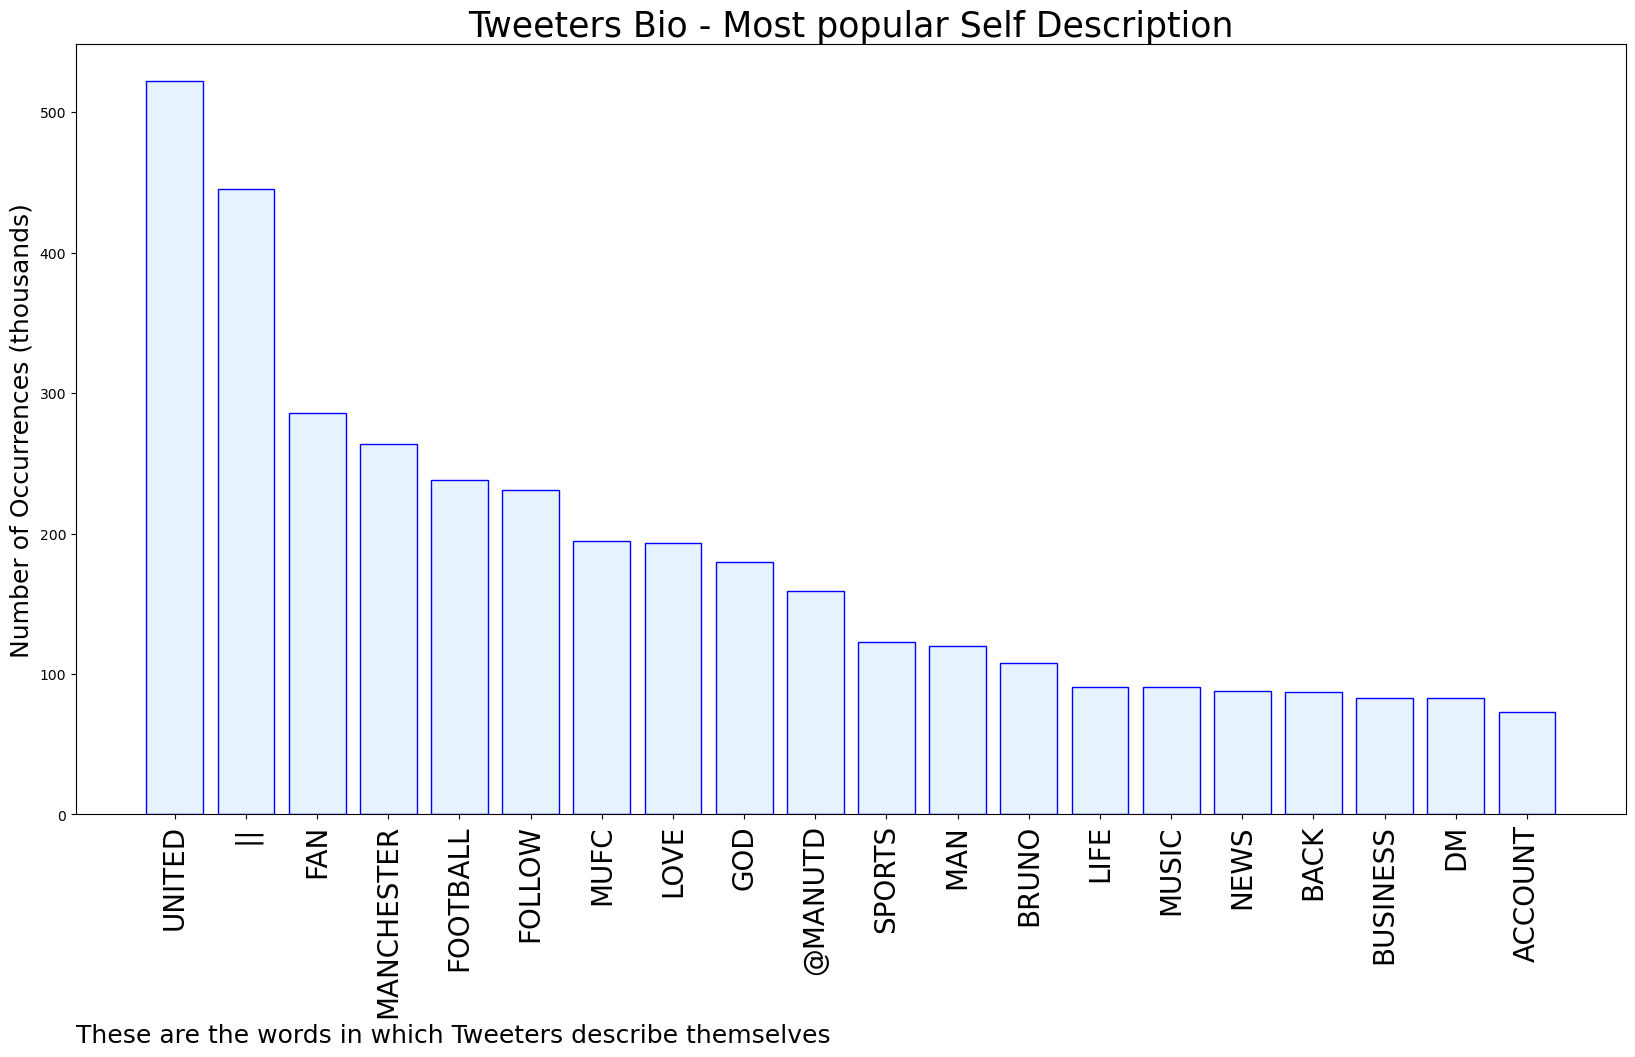 Tweeters Bio - Most popular Self Description
Number of Occurrences (thousands)
500
400
300
200
100
0
UNITED
||
FAN
MANCHESTER
FOOTBALL
FOLLOW
MUFC
LOVE
GOD
@MANUTD
SPORTS
MAN
BRUNO
LIFE
MUSIC
NEWS
BACK
BUSINESS
DM
ACCOUNT
These are the words in which Tweeters describe themselves